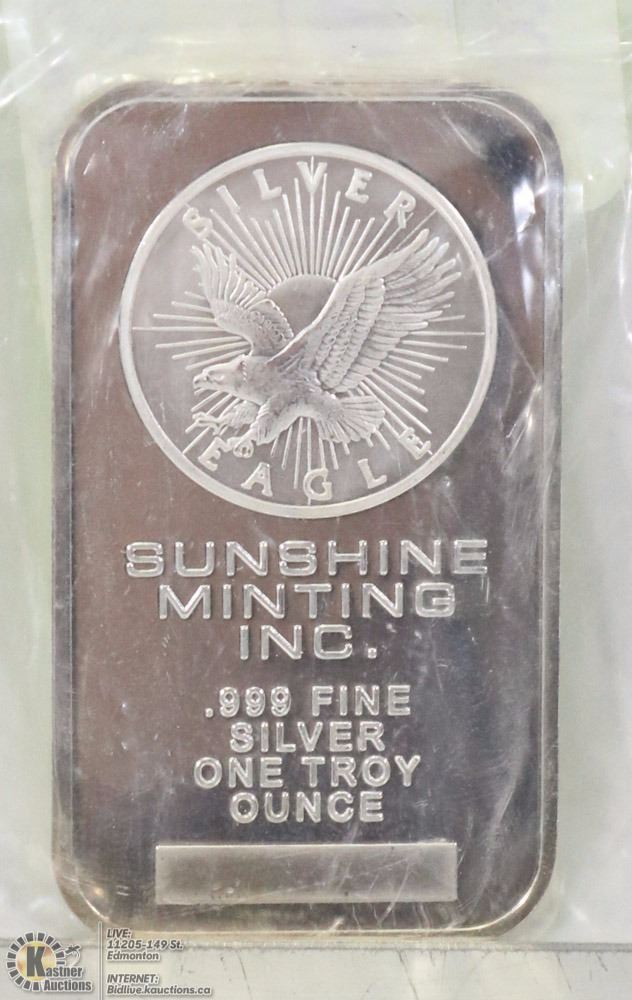 SILVER
EAGLE
SUNSHINE
MINTING
INC.
.999 FINE
SILVER
ONE TROY
OUNCE
LIVE:
11205-149 St.
Edmonton
INTERNET:
Bidlive.kauctions.ca
K
Kastner
Auctions